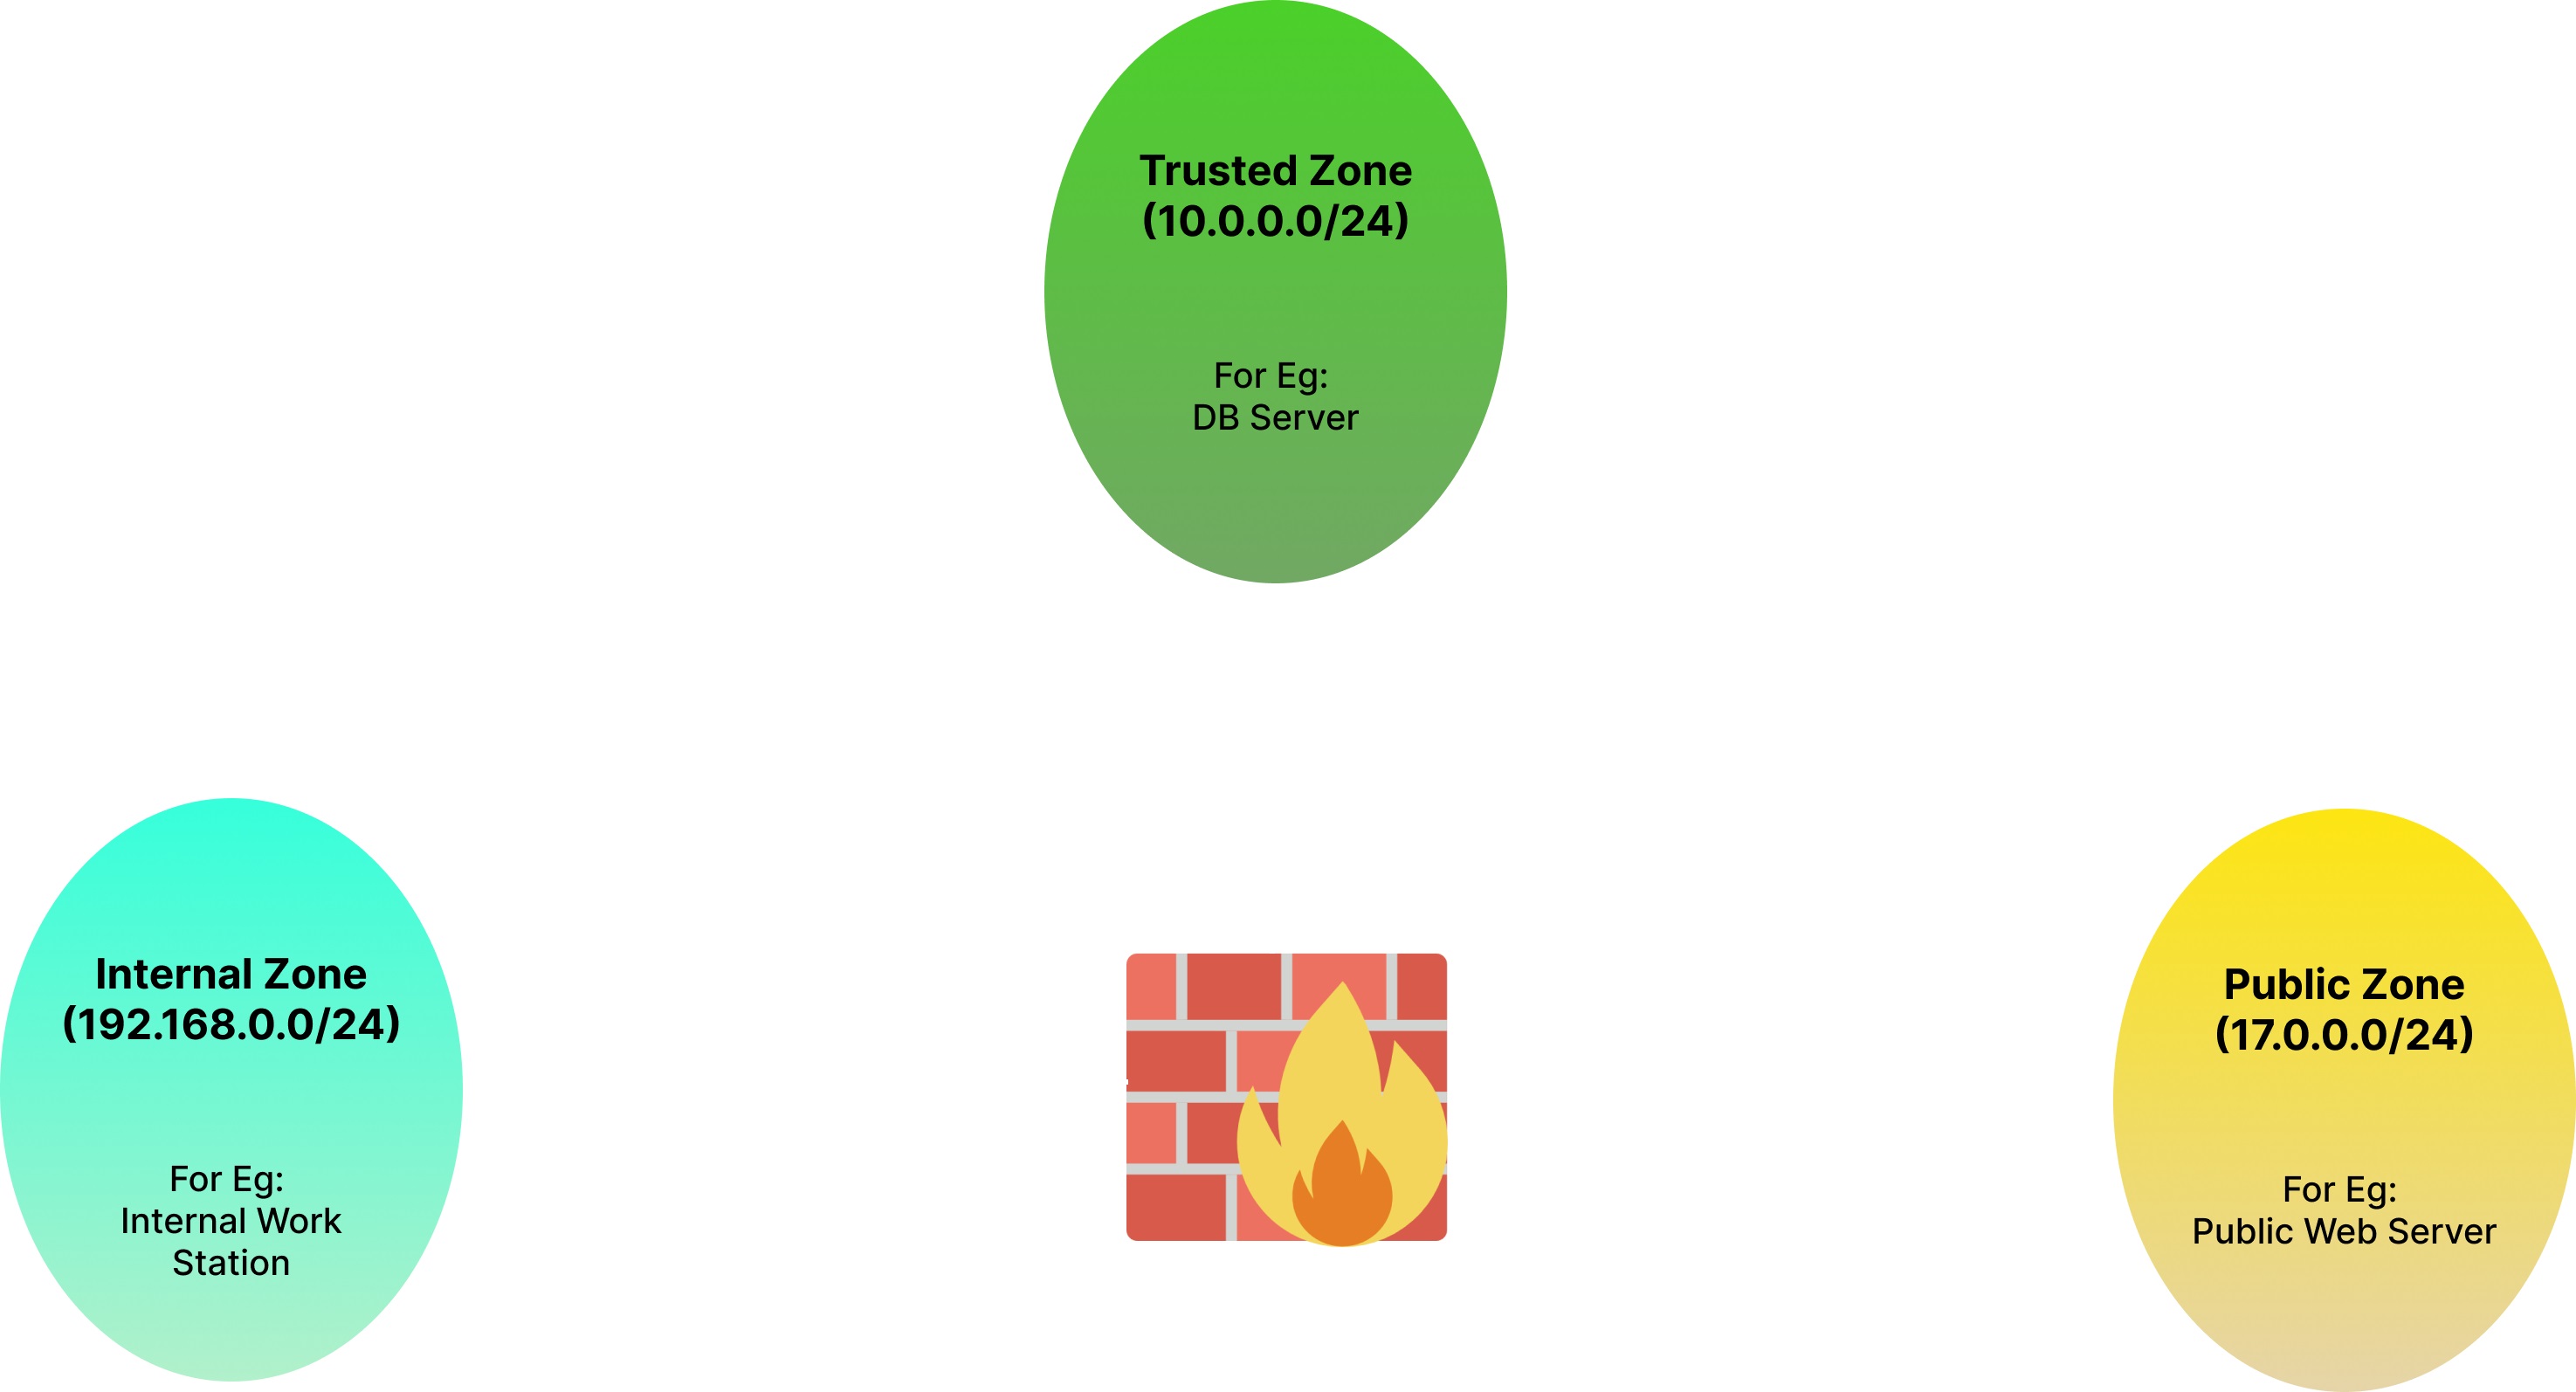 Trusted Zone
(10.0.0.0/24)
For Eg:
DB Server
Internal Zone
(192.168.0.0/24)
For Eg:
Internal Work
Station
Public Zone
(17.0.0.0/24)
For Eg:
Public Web Server